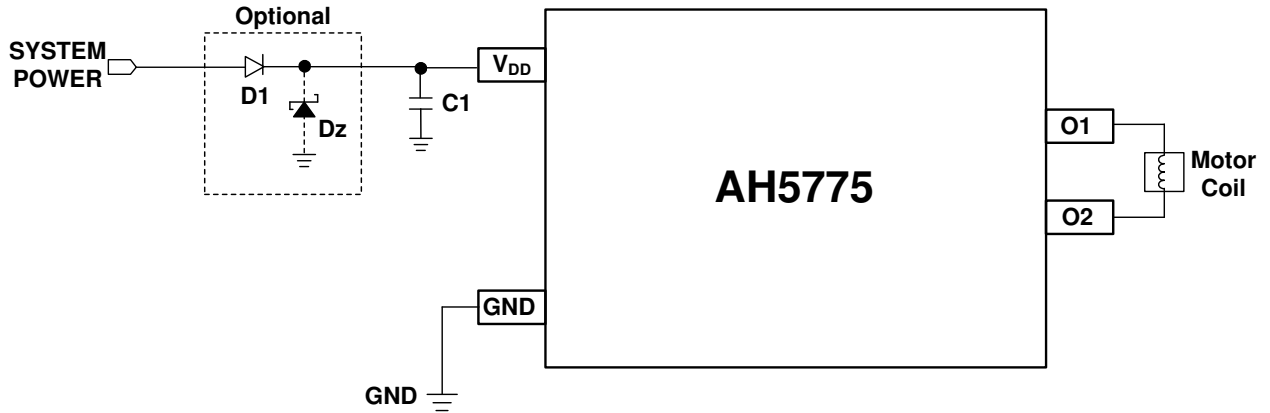 Optional
SYSTEM
POWER
D1
Dz
C1
VDD
AH5775
O1
O2
Motor
Coil
GND
GND